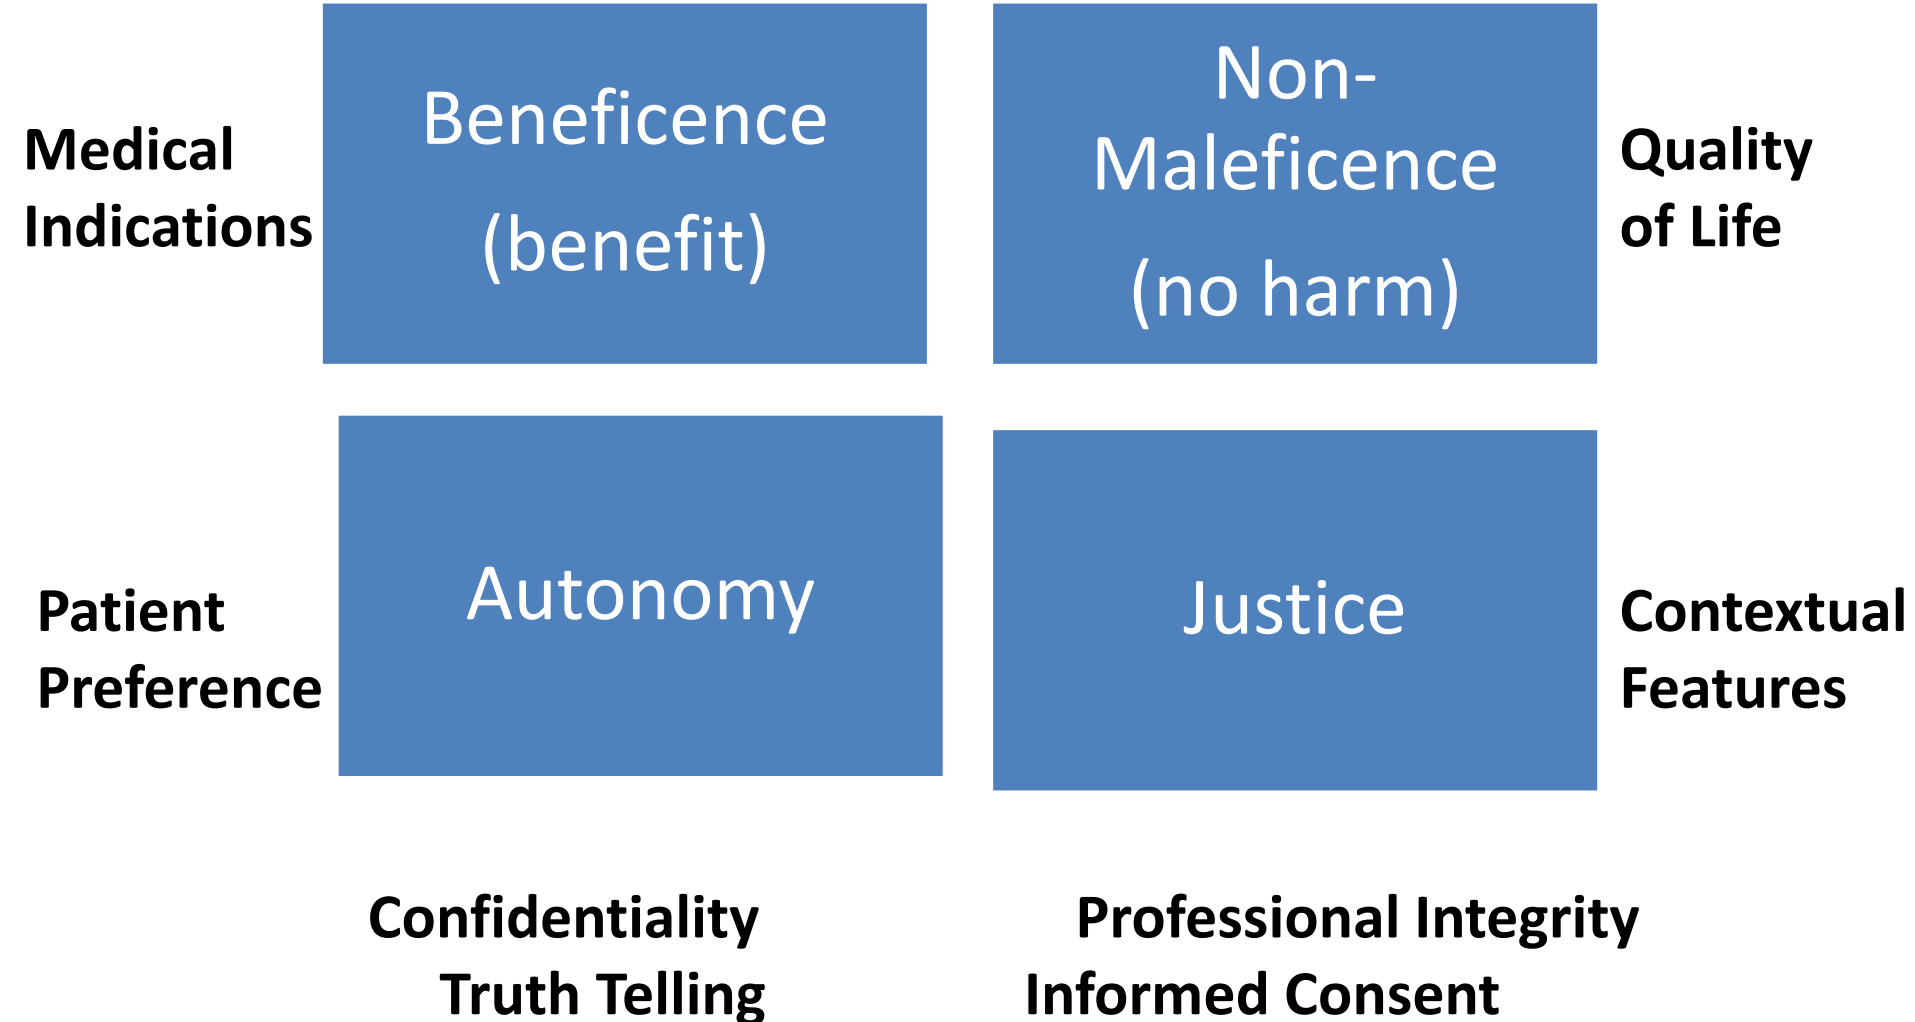 Medical
Indications
Beneficence
(benefit)
Non-
Maleficence
(no harm)
Quality
of Life
Patient
Preference
Autonomy
Justice
Contextual
Features
Confidentiality
Professional Integrity
Truth Telling
Informed Consent